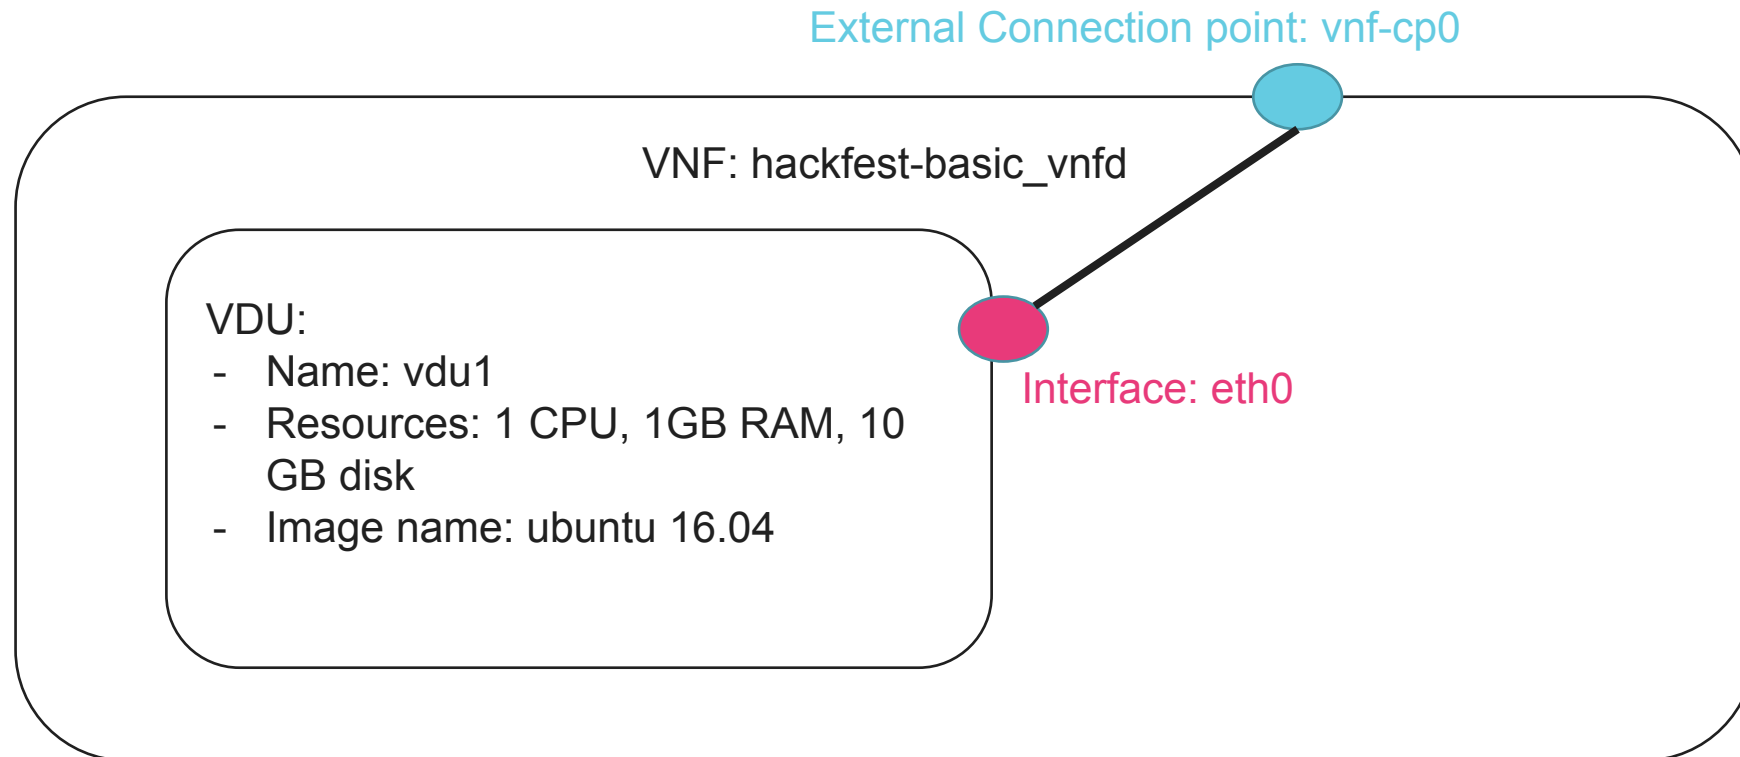 External Connection point: vnf-cp0
VNF: hackfest-basic_vnfd
VDU:
- Name: vdu1
- Resources: 1 CPU, 1GB RAM, 10
GB disk
- Image name: ubuntu 16.04
Interface: eth0